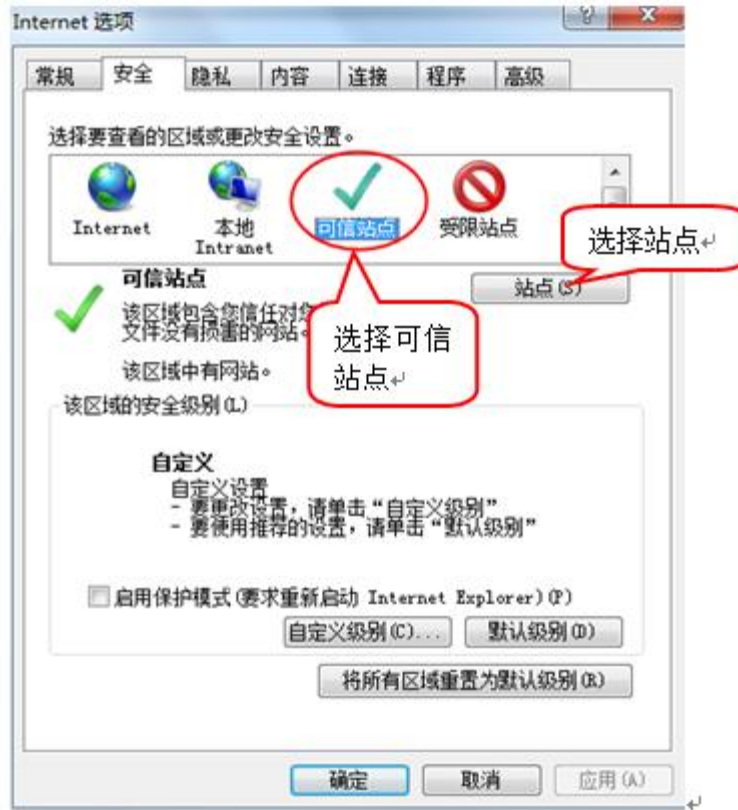 Internet 选项
常规 安全 隐私 内容 连接 程序 高级
选择要查看的区域或更改安全设置。
Internet
本地
Intranet
可信站点
受限站点
选择站点
可信站点
站点(S)
该区域包含您信任对您
文件没有损害的网站。
选择可信
站点
该区域中有网站。
该区域的安全级别(L)
自定义
自定义设置
- 要更改设置，请单击“自定义级别”
- 要使用推荐的设置，请单击“默认级别”
启用保护模式(要求重新启动 Internet Explorer)(P)
自定义级别(C)... 默认级别(D)
将所有区域重置为默认级别(R)
确定 取消 应用(A)